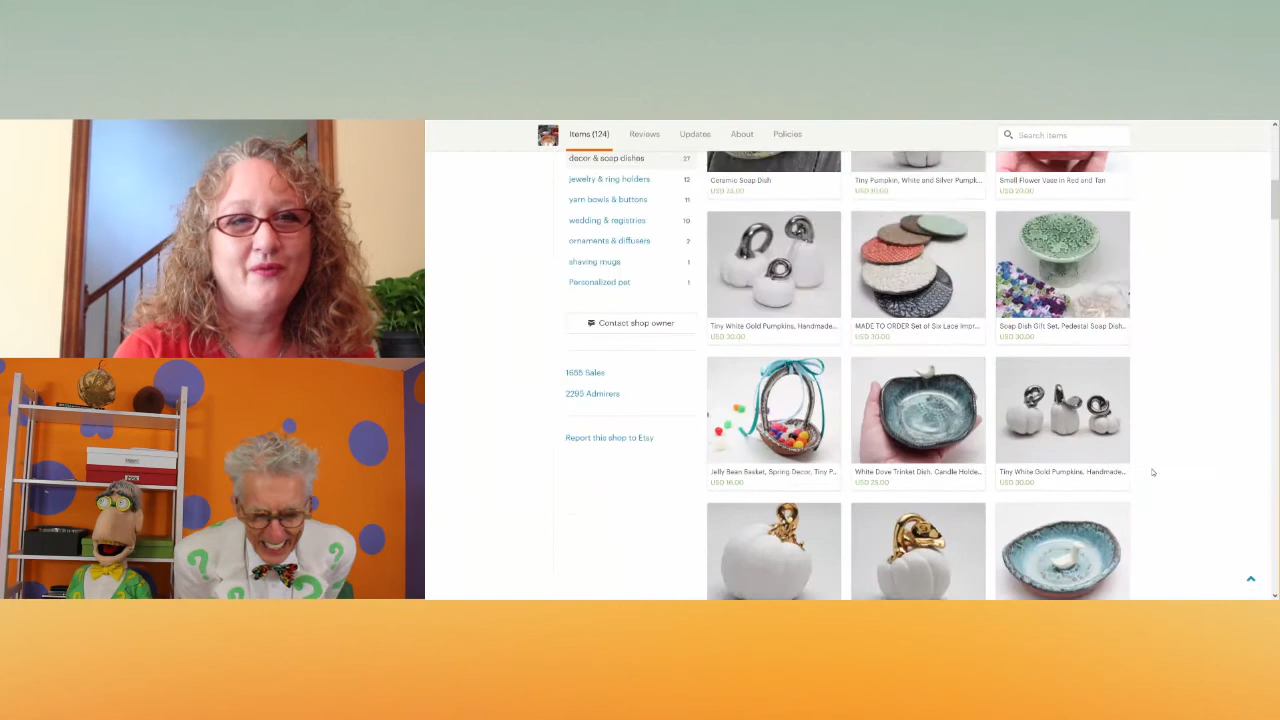 Items (124)
Reviews
Updates
About
Policies
Search items
decor & soap dishes 27
jewelry & ring holders 12
yarn bowls & buttons 11
wedding & registries 10
ornaments & diffusers 2
shaving mugs 1
Personalized pet 1
Contact shop owner
1655 Sales
2295 Admirers
Report this shop to Etsy
Ceramic Soap Dish
Tiny Pumpkin, White and Silver Pumpk...
Small Flower Vase in Red and Tan
USD 20.00
Tiny White Gold Pumpkins, Handmade...
MADE TO ORDER Set of Six Lace Impr...
Soap Dish Gift Set, Pedestal Soap Dish...
USD 30.00
USD 30.00
USD 30.00
Jelly Bean Basket, Spring Decor, Tiny P...
White Dove Trinket Dish, Candle Holde...
Tiny White Gold Pumpkins, Handmade...
USD 16.00
USD 25.00
USD 30.00